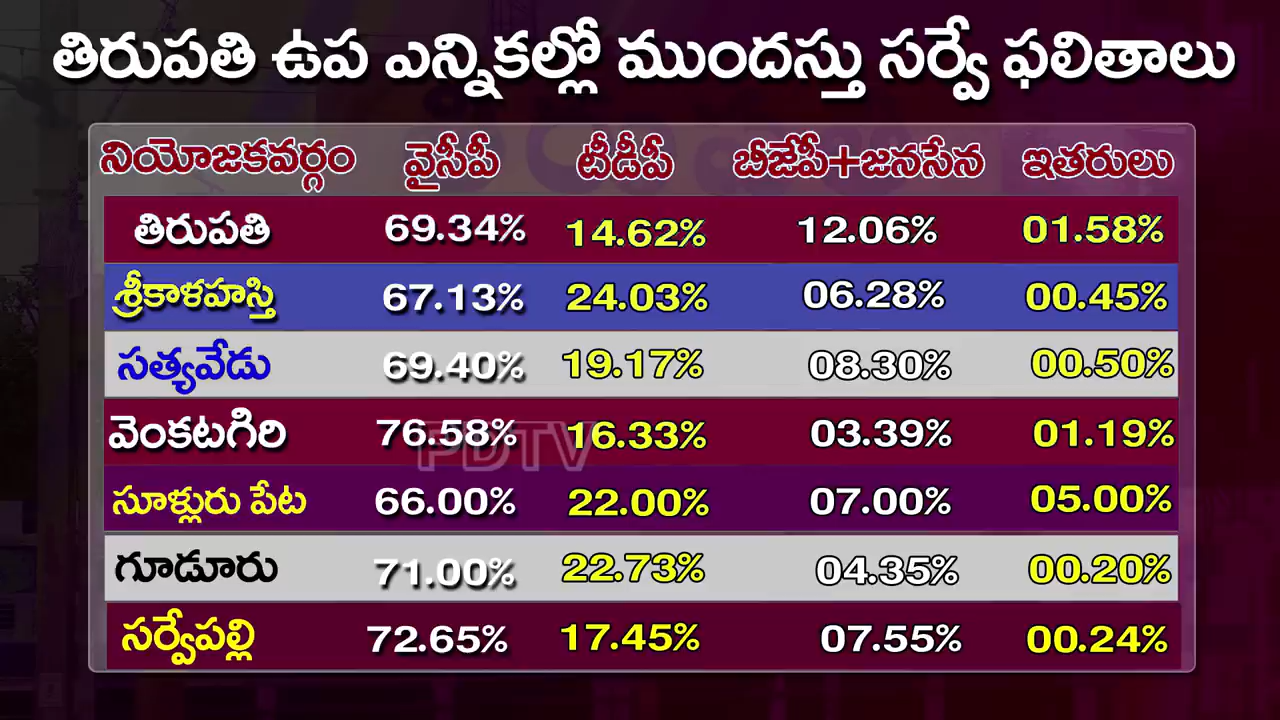 తిరుపతి ఉప ఎన్నికల్లో ముందస్తు సర్వే ఫలితాలు
నియోజకవర్గం వైసీపీ టీడీపీ బీజేపీ+జనసేన ఇతరులు
తిరుపతి 69.34% 14.62% 12.06% 01.58%
శ్రీకాళహస్తి 67.13% 24.03% 06.28% 00.45%
సత్యవేడు 69.40% 19.17% 08.30% 00.50%
వెంకటగిరి 76.58% 16.33% 03.39% 01.19%
PDTV
సూళ్లురు పేట 66.00% 22.00% 07.00% 05.00%
గూడూరు 71.00% 22.73% 04.35% 00.20%
సర్వేపల్లి 72.65% 17.45% 07.55% 00.24%